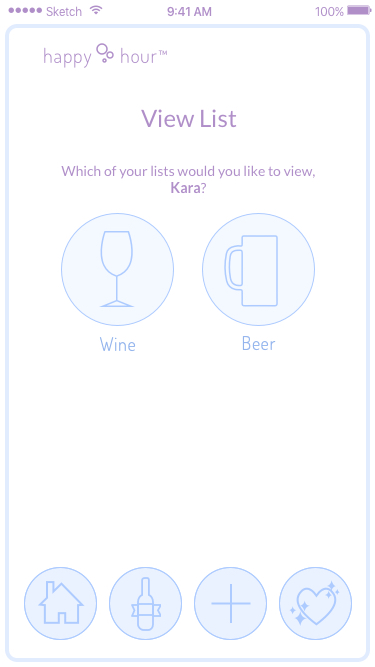 Sketch 9:41 AM 100%
happy hour™
View List
Which of your lists would you like to view,
Kara?
Wine Beer